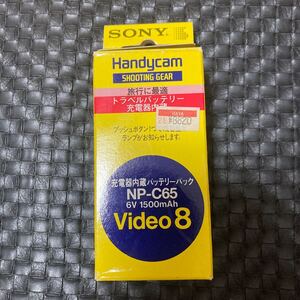 SONY
Handycam
SHOOTING GEAR
旅行に最適
トラベルバッテリー
充電器内蔵
プッシュボタン
ランプがお知らせします。
充電器内蔵バッテリーパック
NP-C65
6V 1500mAh
Video 8